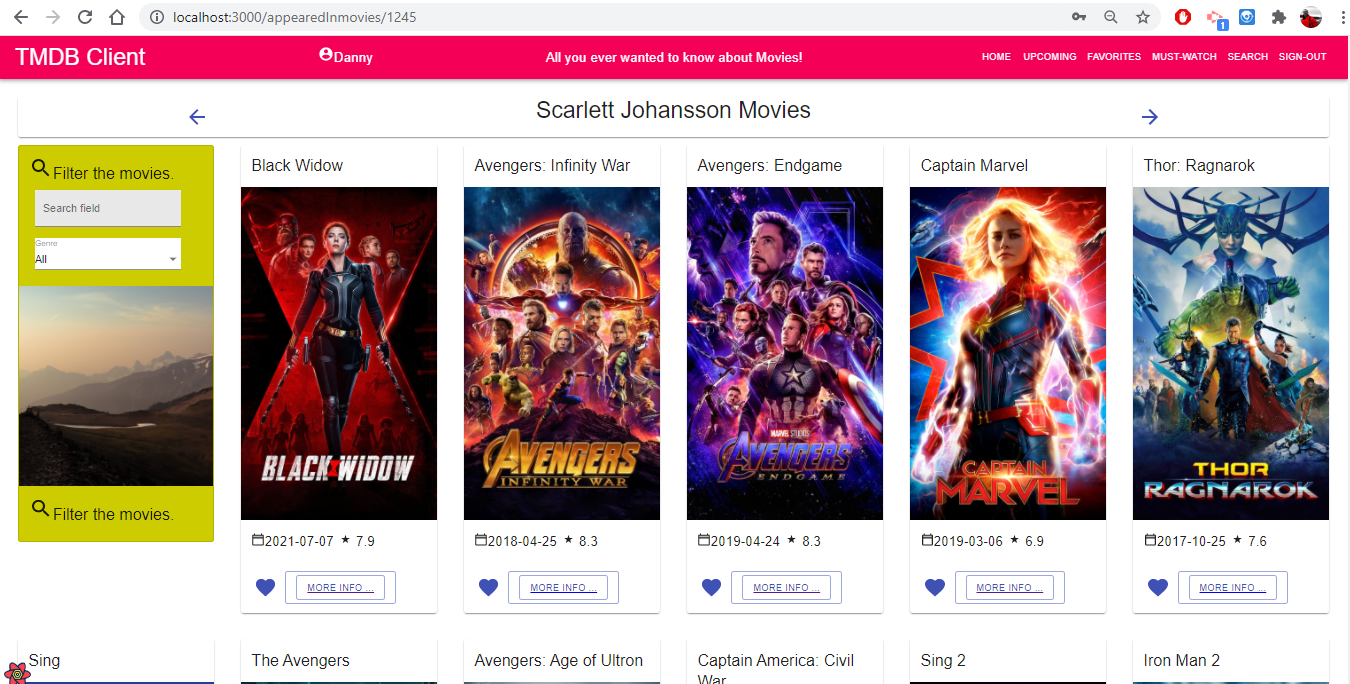 localhost:3000/appearedInmovies/1245
1
TMDB Client
Danny
All you ever wanted to know about Movies!
HOME UPCOMING FAVORITES MUST-WATCH SEARCH SIGN-OUT
Scarlett Johansson Movies
Filter the movies.
Search field
Genre
All
Filter the movies.
Black Widow
BLACK WIDOW
2021-07-07 7.9
MORE INFO ...
Avengers: Infinity War
AVENGERS
INFINITY WAR
2018-04-25 8.3
MORE INFO ...
Avengers: Endgame
MARVEL STUDIOS
AVENGERS
ENDGAME
2019-04-24 8.3
MORE INFO ...
Captain Marvel
CAPTAIN
MARVEL
2019-03-06 6.9
MORE INFO ...
Thor: Ragnarok
THOR
RAGNAROK
2017-10-25 7.6
MORE INFO ...
Sing
The Avengers
Avengers: Age of Ultron
Captain America: Civil
War
Sing 2
Iron Man 2